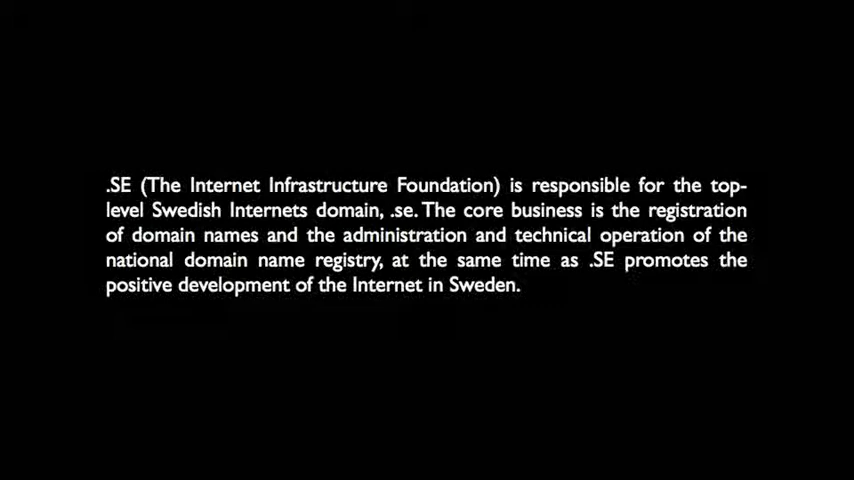 .SE (The Internet Infrastructure Foundation) is responsible for the top-
level Swedish Internets domain, .se. The core business is the registration
of domain names and the administration and technical operation of the
national domain name registry, at the same time as .SE promotes the
positive development of the Internet in Sweden.